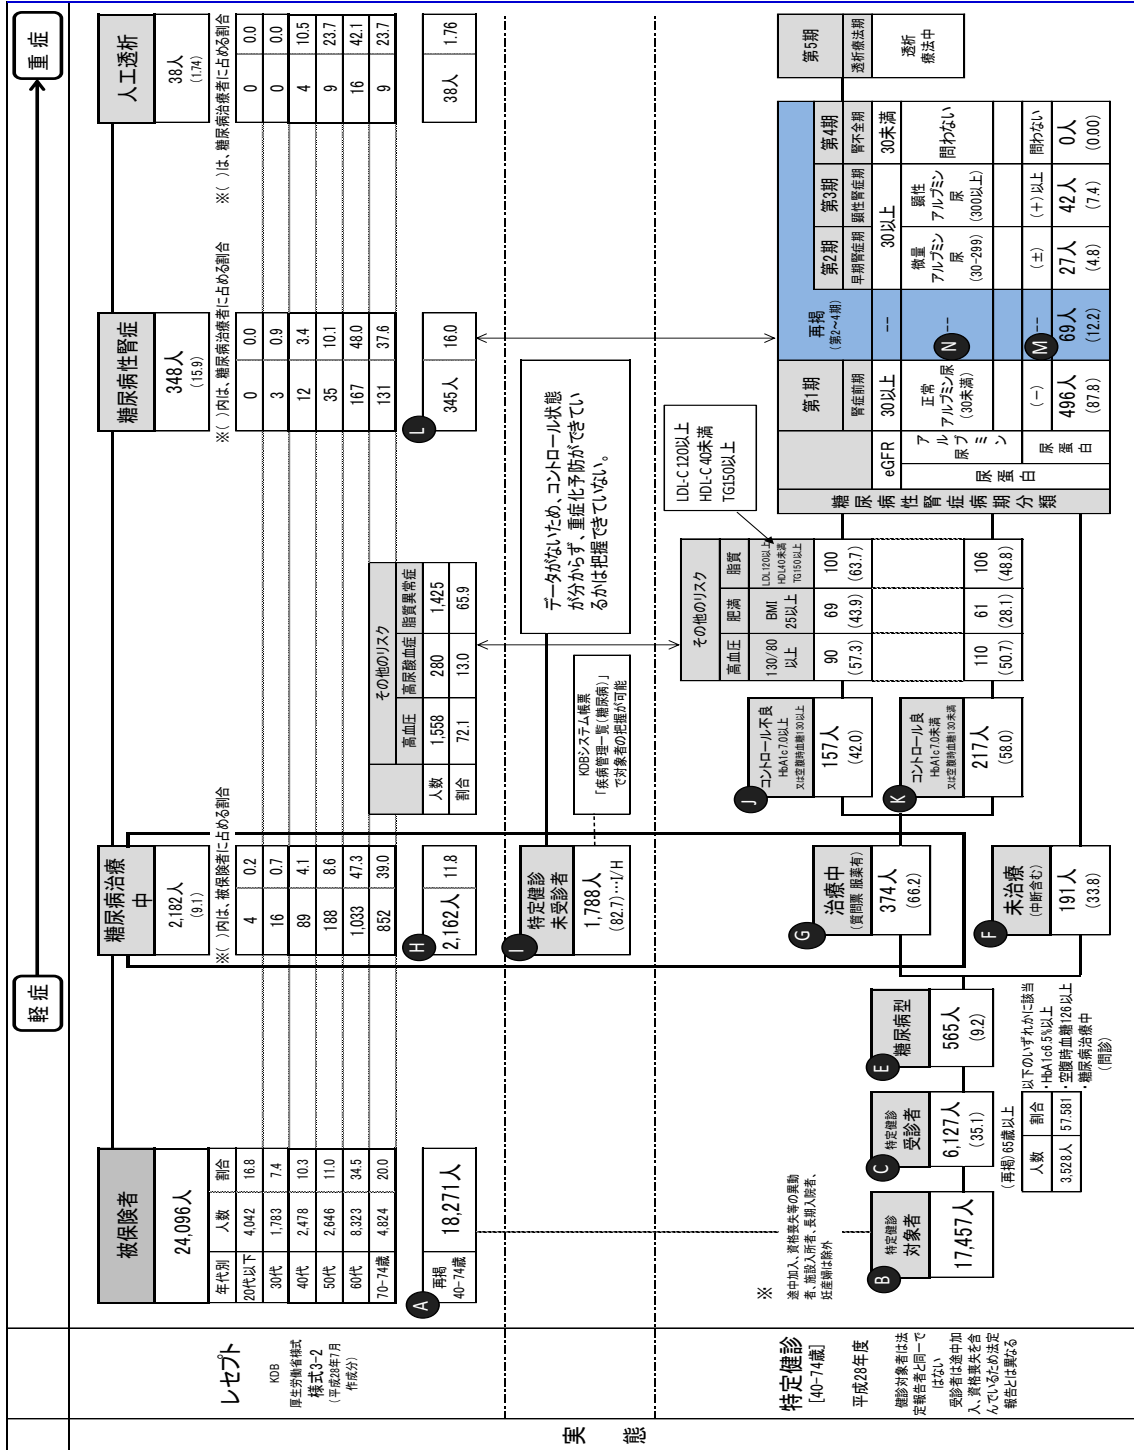 軽症
重症
実態
レセプト
KDB
厚生労働省様式
様式3-2
(平成28年7月
作成分)
被保険者
24,096人
年代別 人数 割合
20代以下 4,042 16.8
30代 1,783 7.4
40代 2,478 10.3
50代 2,646 11.0
60代 8,323 34.5
70-74歳 4,824 20.0
A
再掲
40-74歳
18,271人
糖尿病治療
中
2,182人
(9.1)
※( )内は、被保険者に占める割合
4 0.2
16 0.7
89 4.1
188 8.6
1,033 47.3
852 39.0
H
2,162人 11.8
その他のリスク
高血圧 高尿酸血症 脂質異常症
人数 1,558 280 1,425
割合 72.1 13.0 65.9
糖尿病性腎症
348人
(15.9)
※( )内は、糖尿病治療者に占める割合
0 0.0
3 0.9
12 3.4
35 10.1
167 48.0
131 37.6
L
345人 16.0
人工透析
38人
(1.74)
※( )は、糖尿病治療者に占める割合
0 0.0
0 0.0
4 10.5
9 23.7
16 42.1
9 23.7
38人 1.76
I
特定健診
未受診者
1,788人
(82.7)…I/H
KDBシステム帳票
「疾病管理一覧(糖尿病)」
で対象者の把握が可能
データがないため、コントロール状態
が分からず、重症化予防ができてい
るかは把握できていない。
特定健診
[40-74歳]
平成28年度
健診対象者は法
定報告者と同一で
はない
受診者は途中加
入、資格喪失を含
んでいるため法定
報告とは異なる
※
途中加入、資格喪失等の異動
者、施設入所者、長期入院者、
妊産婦は除外
B
特定健診
対象者
17,457人
C
特定健診
受診者
6,127人
(35.1)
(再掲)65歳以上
人数 割合
3,528人 57.581
E
糖尿病型
565人
(9.2)
以下のいずれかに該当
・HbA1c6.5%以上
・空腹時血糖126以上
・糖尿病治療中
(問診)
G
治療中
(質問票 服薬有)
374人
(66.2)
F
未治療
(中断含む)
191人
(33.8)
J
コントロール不良
HbA1c7.0以上
又は空腹時血糖130以上
157人
(42.0)
K
コントロール良
HbA1c7.0未満
又は空腹時血糖130未満
217人
(58.0)
その他のリスク
高血圧 肥満 脂質
130/80
以上
BMI
25以上
LDL120以上
HDL40未満
TG150以上
90 69 100
(57.3) (43.9) (63.7)
110 61 106
(50.7) (28.1) (48.8)
LDL-C 120以上
HDL-C 40未満
TG150以上
糖尿病性腎症病期分類
第1期 再掲
(第2～4期) 第2期 第3期 第4期 第5期
腎症前期 早期腎症期 顕性腎症期 腎不全期 透析療法期
eGFR 30以上 -- 30以上 30未満
透析
療法中
尿蛋白
アルブミン尿
正常
アルブミン尿
(30未満)
N
--
微量
アルブミン
尿
(30-299)
顕性
アルブミン
尿
(300以上)
問わない
尿蛋白 (－) M -- (±) (+)以上 問わない
496人 69人 27人 42人 0人
(87.8) (12.2) (4.8) (7.4) (0.00)